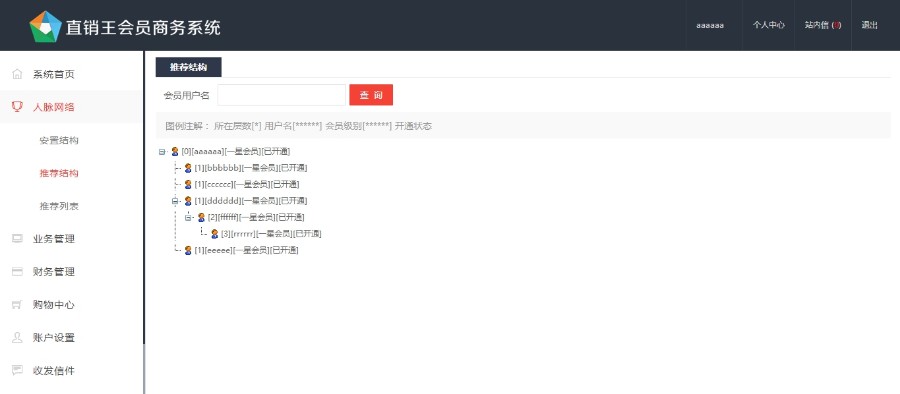 直销王会员商务系统
aaaaaa 个人中心 站内信 (0) 退出
系统首页
人脉网络
安置结构
推荐结构
推荐列表
业务管理
财务管理
购物中心
账户设置
收发信件
推荐结构
会员用户名 查 询
图例注解： 所在层数[*] 用户名[******] 会员级别[******] 开通状态
[0][aaaaaa][一星会员][已开通]
[1][bbbbbb][一星会员][已开通]
[1][cccccc][一星会员][已开通]
[1][dddddd][一星会员][已开通]
[2][ffffff][一星会员][已开通]
[3][rrrrrr][一星会员][已开通]
[1][eeeee][一星会员][已开通]